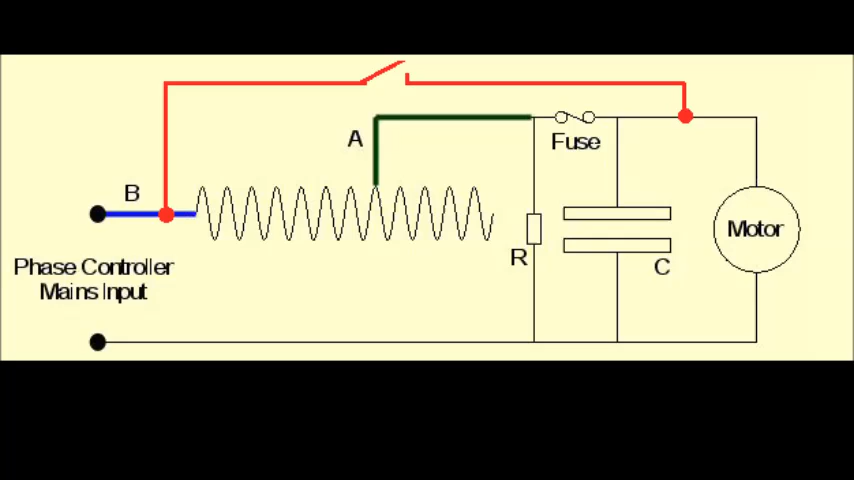 A
Fuse
B
Motor
R
C
Phase Controller
Mains Input